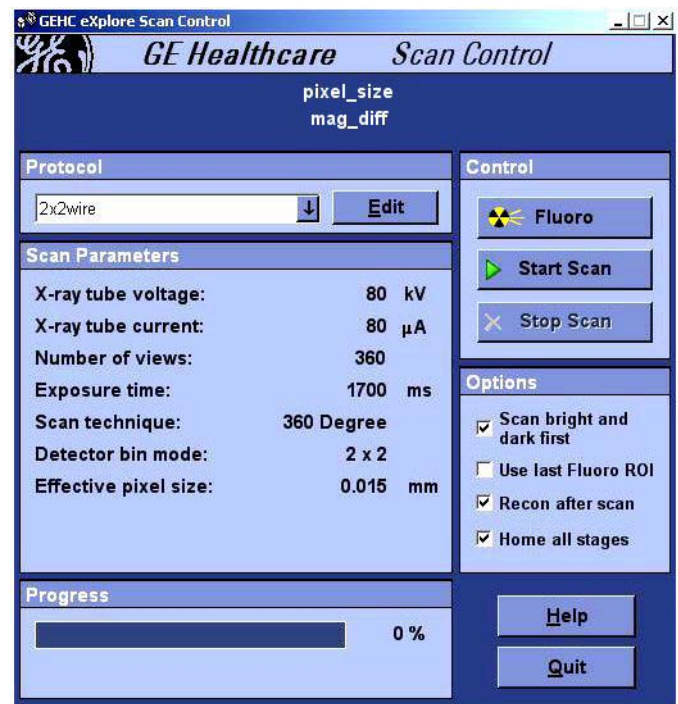 GEHC eXplore Scan Control
GE Healthcare Scan Control
pixel_size
mag_diff
Protocol
2x2wire
Edit
Scan Parameters
X-ray tube voltage: 80 kV
X-ray tube current: 80 µA
Number of views: 360
Exposure time: 1700 ms
Scan technique: 360 Degree
Detector bin mode: 2 x 2
Effective pixel size: 0.015 mm
Progress
0 %
Control
Fluoro
Start Scan
Stop Scan
Options
Scan bright and
dark first
Use last Fluoro ROI
Recon after scan
Home all stages
Help
Quit